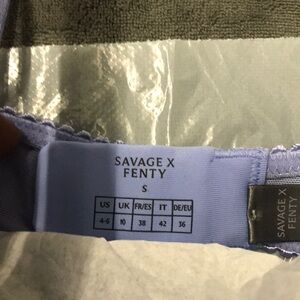 SAVAGE X
FENTY
S
US UK FR/ES IT DE/EU
4-6 10 38 42 36
SAVAGE X
FENTY